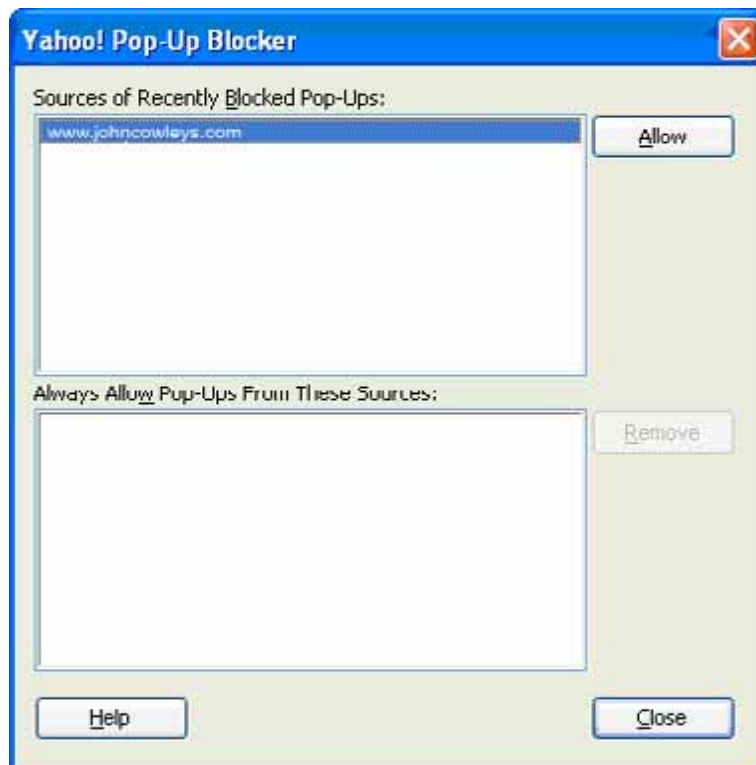 Yahoo! Pop-Up Blocker
Sources of Recently Blocked Pop-Ups:
www.johncowleys.com
Allow
Always Allow Pop-Ups From These Sources:
Remove
Help
Close